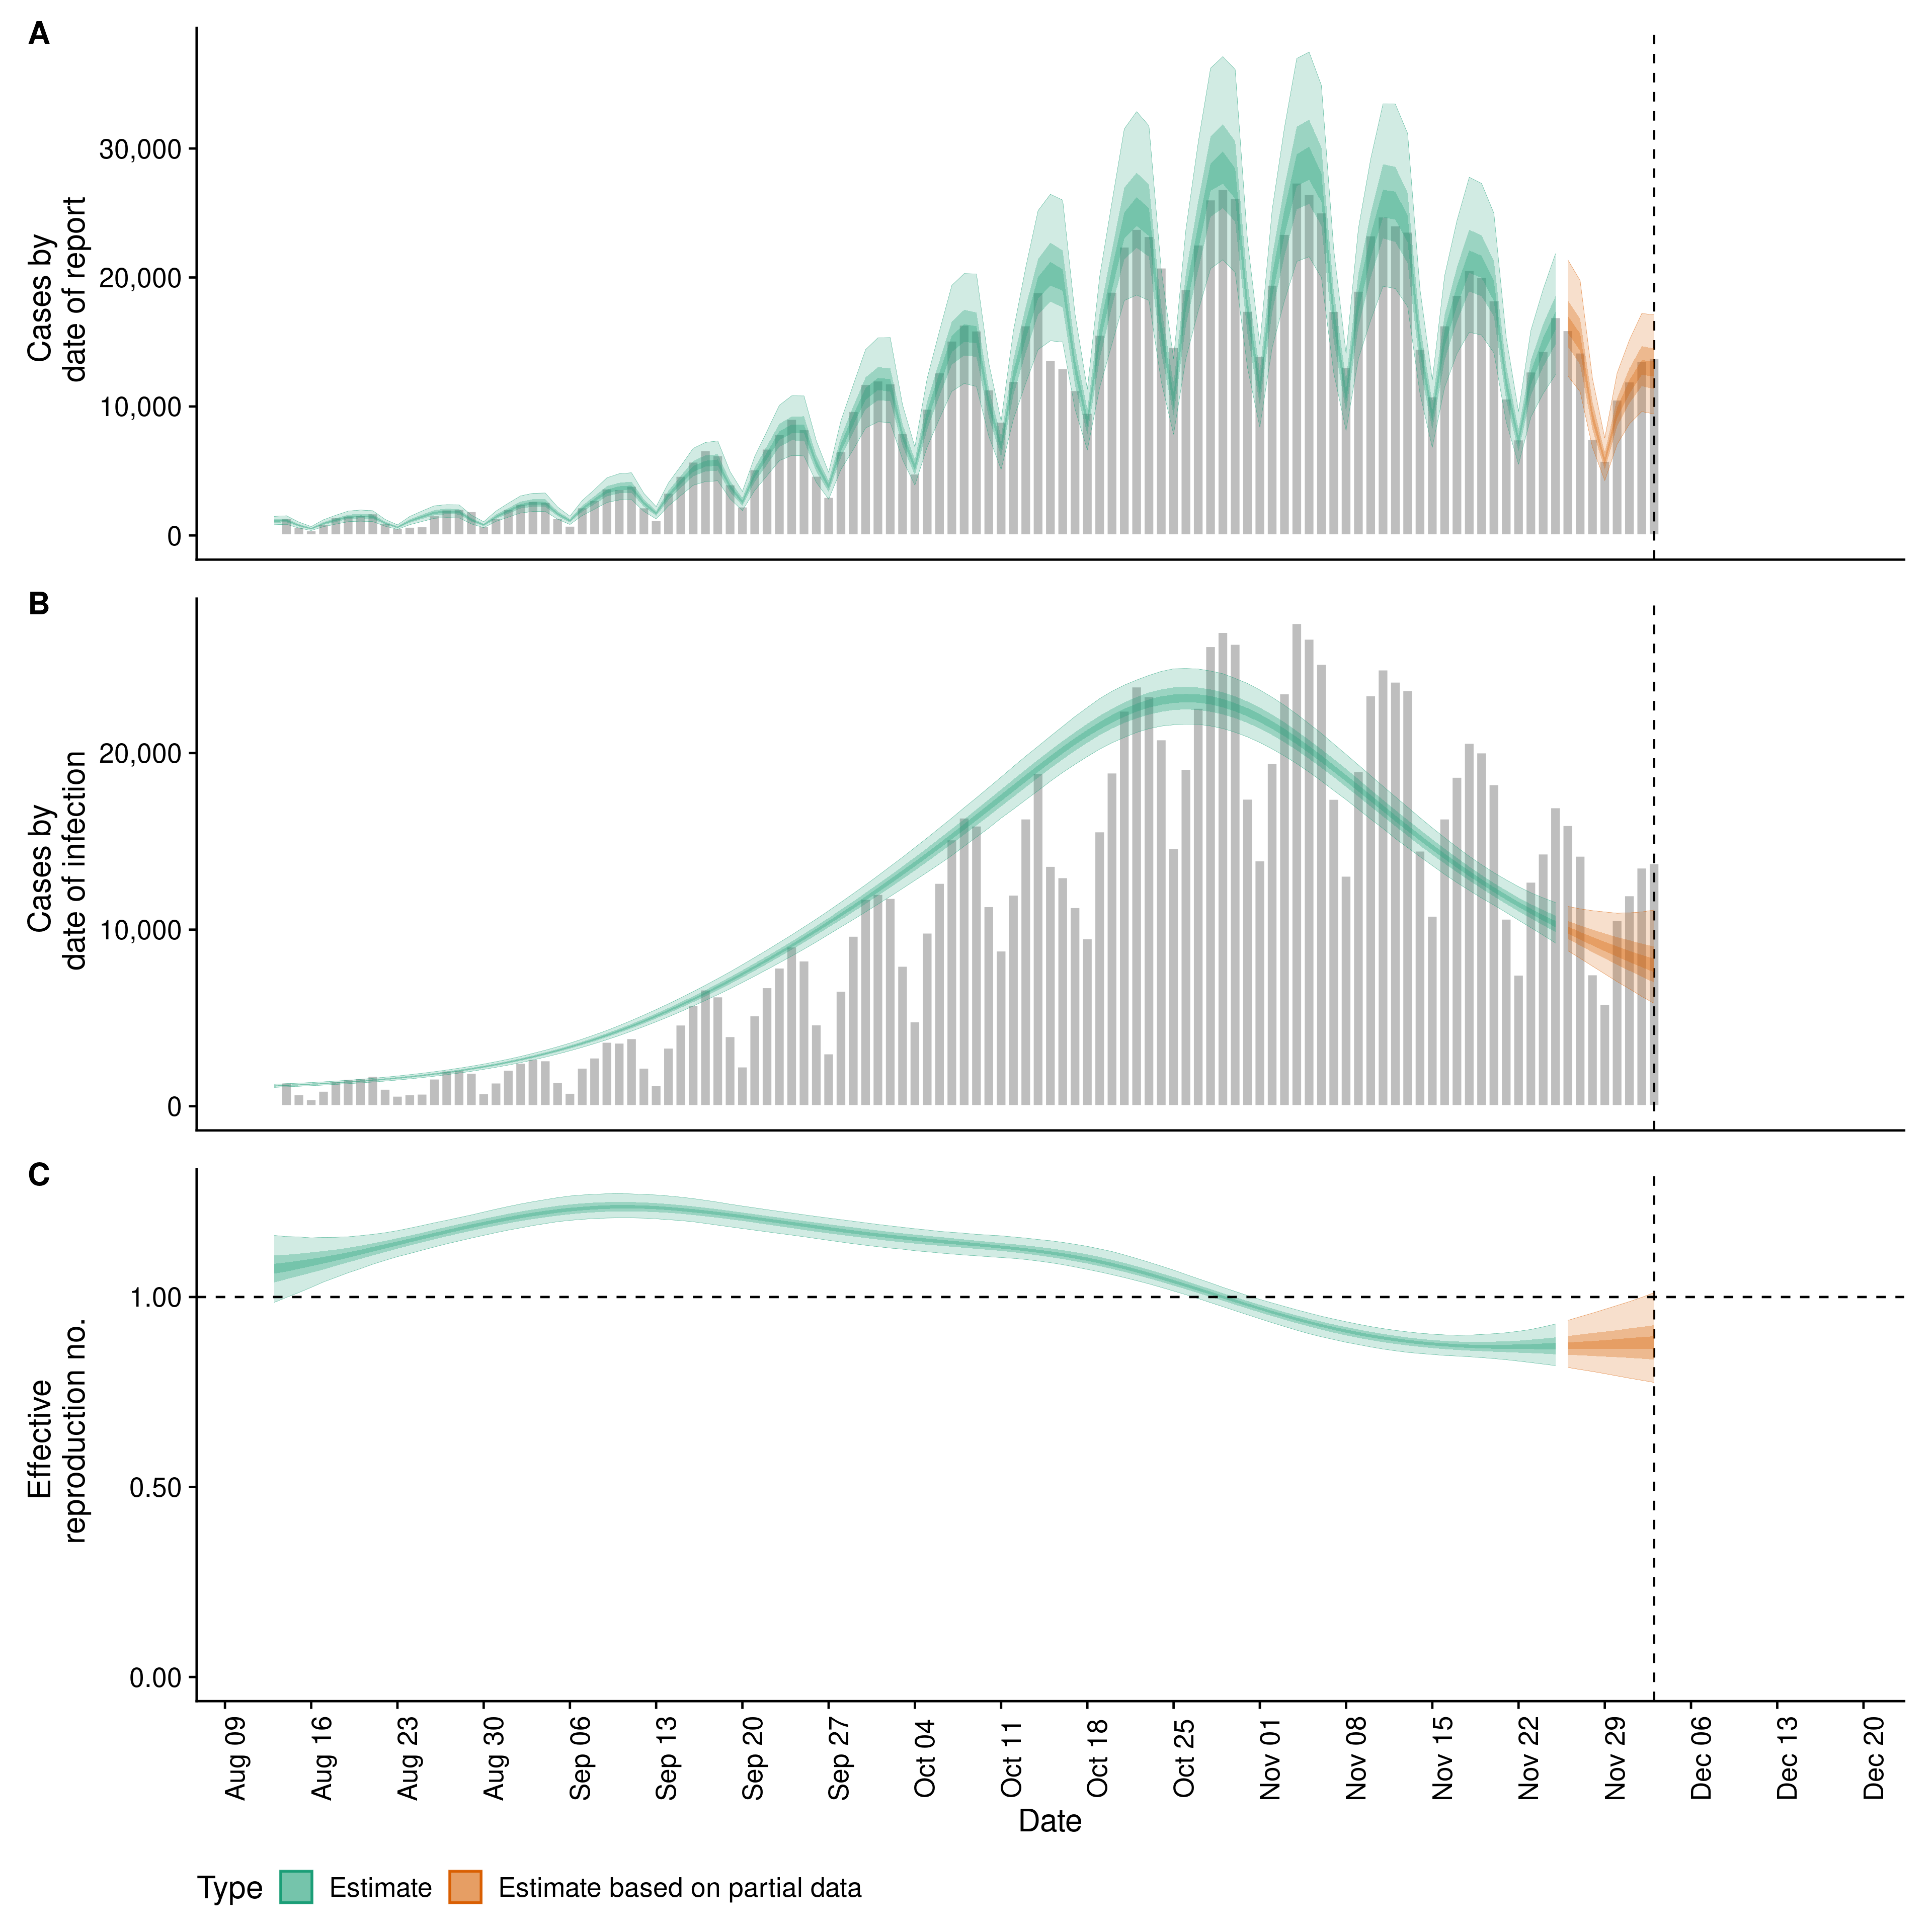 A
Cases by
date of report
30,000
20,000
10,000
0
B
Cases by
date of infection
20,000
10,000
0
C
Effective
reproduction no.
1.00
0.50
0.00
Aug 09
Aug 16
Aug 23
Aug 30
Sep 06
Sep 13
Sep 20
Sep 27
Oct 04
Oct 11
Oct 18
Oct 25
Nov 01
Nov 08
Nov 15
Nov 22
Nov 29
Dec 06
Dec 13
Dec 20
Date
Type Estimate Estimate based on partial data